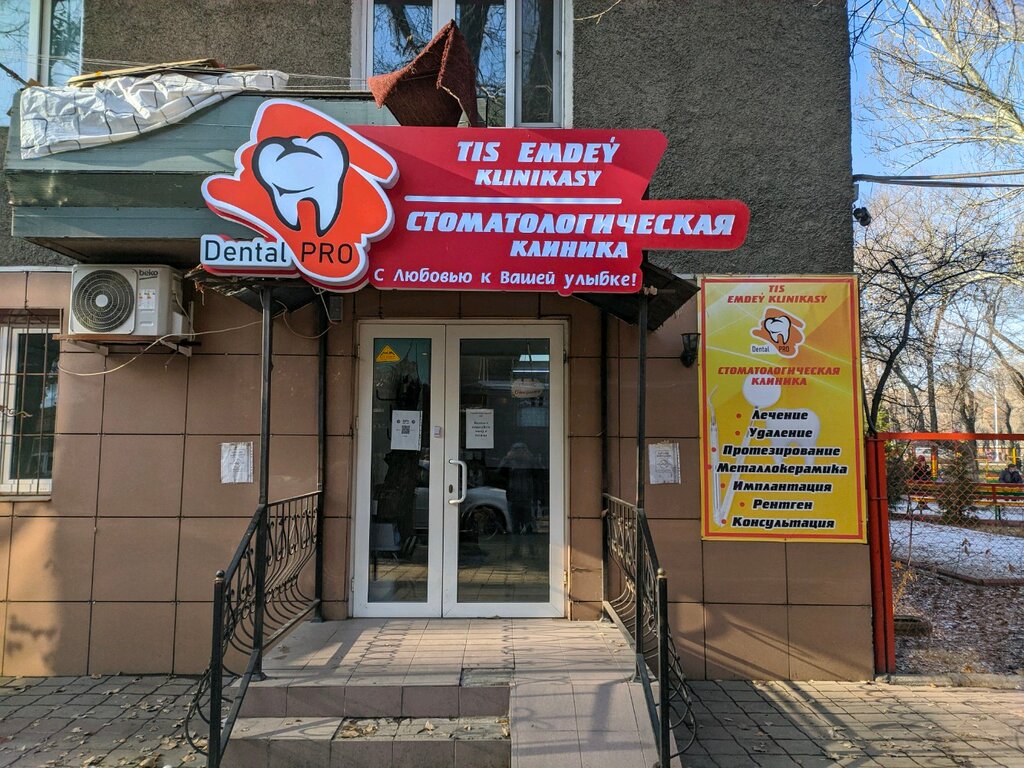 TIS EMDEÝ
KLINIKASY
СТОМАТОЛОГИЧЕСКАЯ
КЛИНИКА
С Любовью к Вашей улыбке!
Dental PRO
beko
TIS
EMDEÝ KLINIKASY
Dental PRO
СТОМАТОЛОГИЧЕСКАЯ
КЛИНИКА
• Лечение
• Удаление
• Протезирование
• Металлокерамика
• Имплантация
• Рентген
• Консультация